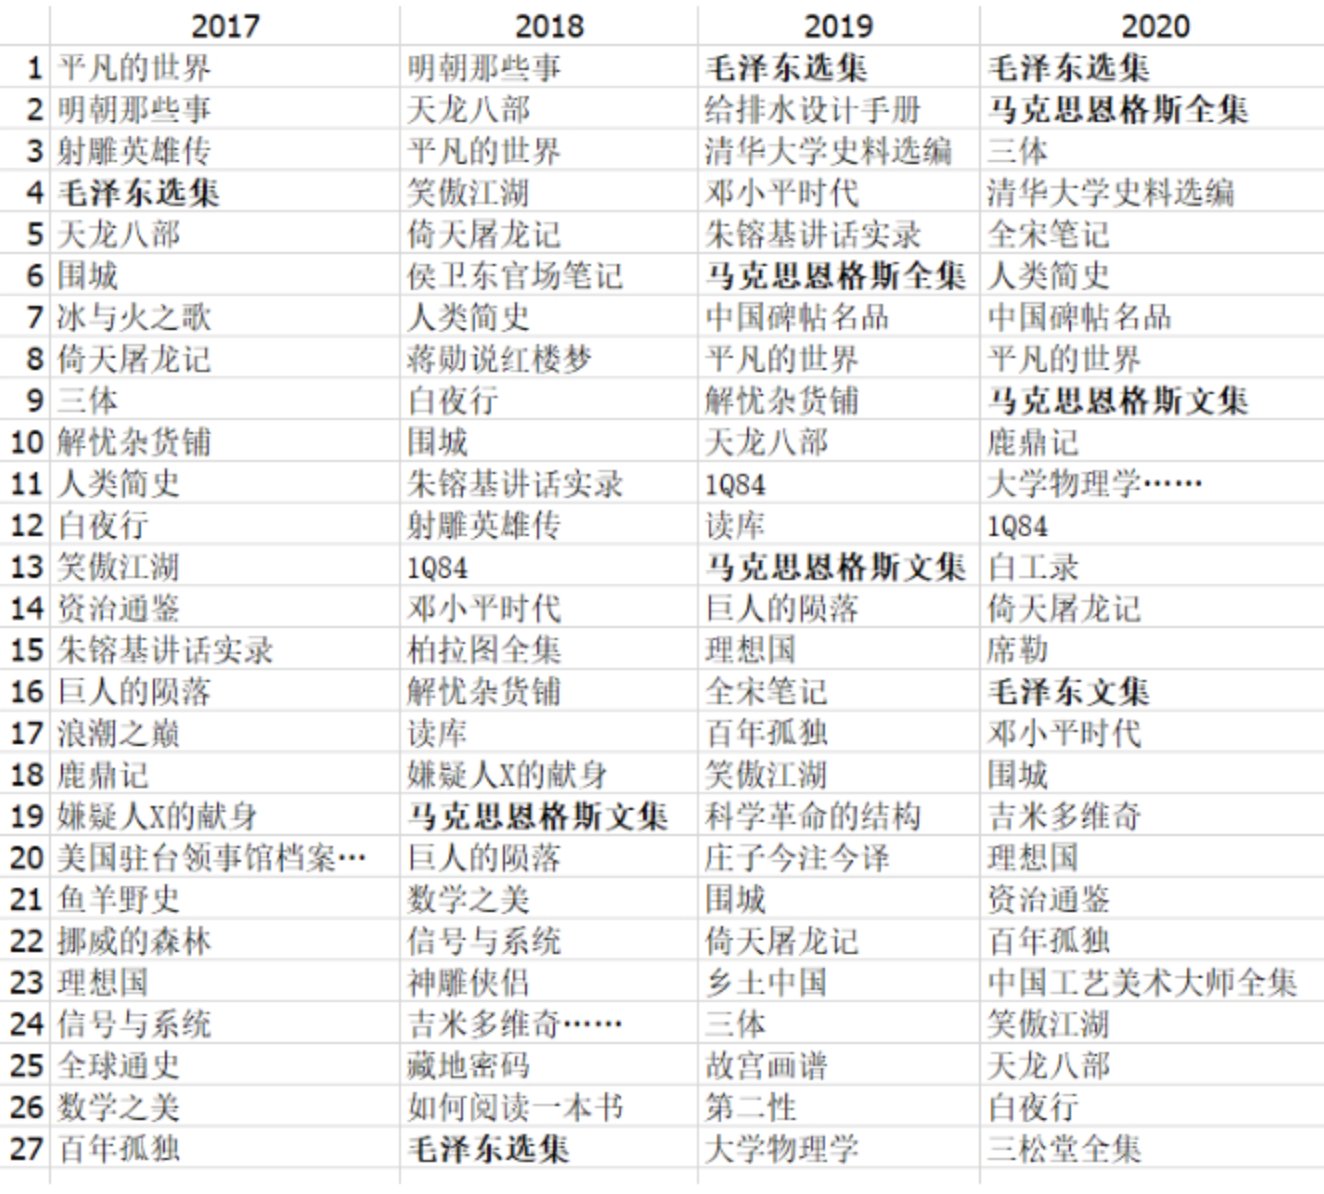 2017 2018 2019 2020
1 平凡的世界 明朝那些事 毛泽东选集 毛泽东选集
2 明朝那些事 天龙八部 给排水设计手册 马克思恩格斯全集
3 射雕英雄传 平凡的世界 清华大学史料选编 三体
4 毛泽东选集 笑傲江湖 邓小平时代 清华大学史料选编
5 天龙八部 倚天屠龙记 朱镕基讲话实录 全宋笔记
6 围城 侯卫东官场笔记 马克思恩格斯全集 人类简史
7 冰与火之歌 人类简史 中国碑帖名品 中国碑帖名品
8 倚天屠龙记 蒋勋说红楼梦 平凡的世界 平凡的世界
9 三体 白夜行 解忧杂货铺 马克思恩格斯文集
10 解忧杂货铺 围城 天龙八部 鹿鼎记
11 人类简史 朱镕基讲话实录 1Q84 大学物理学……
12 白夜行 射雕英雄传 读库 1Q84
13 笑傲江湖 1Q84 马克思恩格斯文集 白工录
14 资治通鉴 邓小平时代 巨人的陨落 倚天屠龙记
15 朱镕基讲话实录 柏拉图全集 理想国 席勒
16 巨人的陨落 解忧杂货铺 全宋笔记 毛泽东文集
17 浪潮之巅 读库 百年孤独 邓小平时代
18 鹿鼎记 嫌疑人X的献身 笑傲江湖 围城
19 嫌疑人X的献身 马克思恩格斯文集 科学革命的结构 吉米多维奇
20 美国驻台领事馆档案… 巨人的陨落 庄子今注今译 理想国
21 鱼羊野史 数学之美 围城 资治通鉴
22 挪威的森林 信号与系统 倚天屠龙记 百年孤独
23 理想国 神雕侠侣 乡土中国 中国工艺美术大师全集
24 信号与系统 吉米多维奇…… 三体 笑傲江湖
25 全球通史 藏地密码 故宫画谱 天龙八部
26 数学之美 如何阅读一本书 第二性 白夜行
27 百年孤独 毛泽东选集 大学物理学 三松堂全集